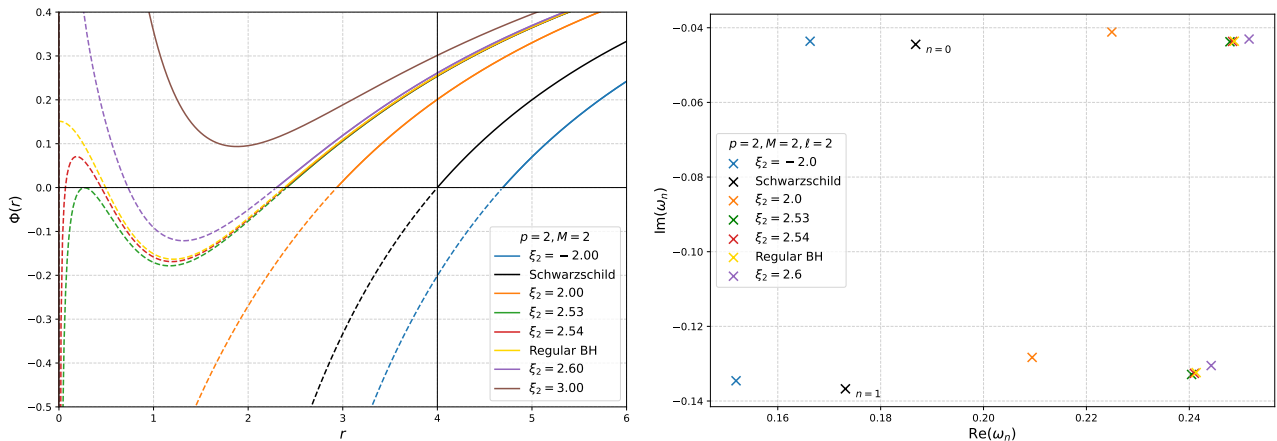 0.4
0.3
0.2
0.1
0.0
−0.1
−0.2
−0.3
−0.4
−0.5
Φ(r)
0
1
2
3
4
5
6
r
p = 2, M = 2
ξ₂ = −2.00
Schwarzschild
ξ₂ = 2.00
ξ₂ = 2.53
ξ₂ = 2.54
Regular BH
ξ₂ = 2.60
ξ₂ = 3.00
−0.04
−0.06
−0.08
−0.10
−0.12
−0.14
Im(ωₙ)
0.16
0.18
0.20
0.22
0.24
Re(ωₙ)
n = 0
n = 1
p = 2, M = 2, ℓ = 2
ξ₂ = −2.0
Schwarzschild
ξ₂ = 2.0
ξ₂ = 2.53
ξ₂ = 2.54
Regular BH
ξ₂ = 2.6